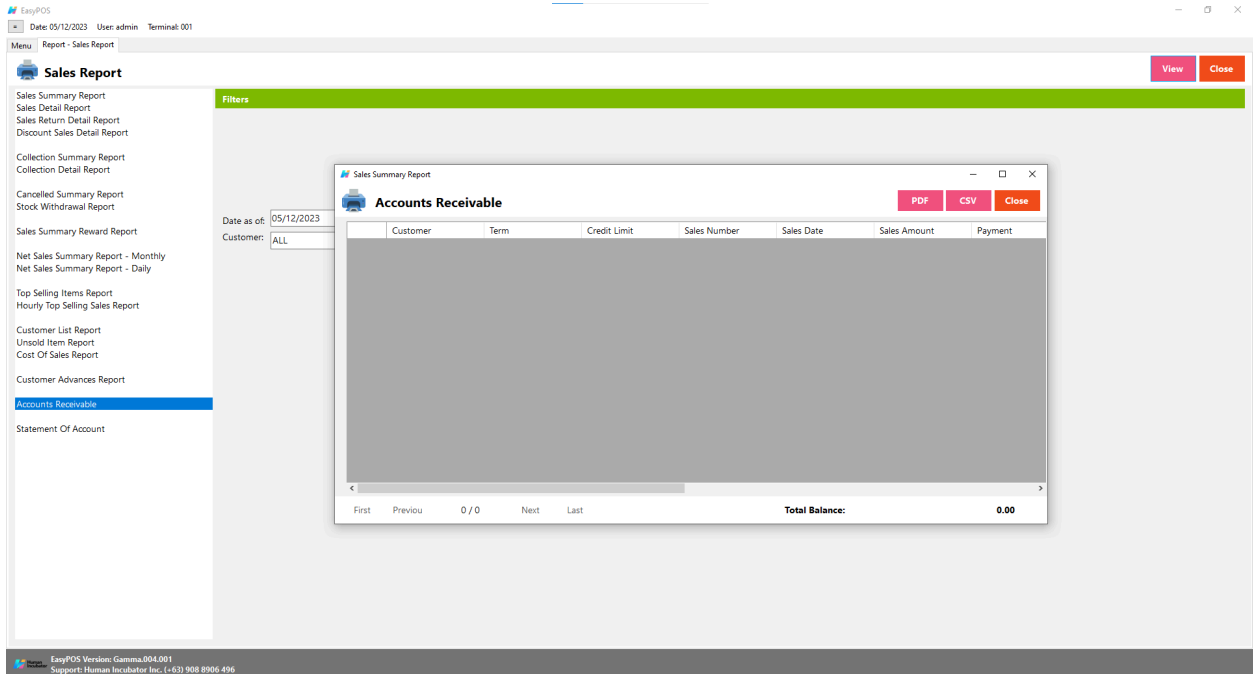 EasyPOS
Date: 05/12/2023 User: admin Terminal: 001
Menu Report - Sales Report
Sales Report
View Close
Sales Summary Report
Sales Detail Report
Sales Return Detail Report
Discount Sales Detail Report
Collection Summary Report
Collection Detail Report
Cancelled Summary Report
Stock Withdrawal Report
Sales Summary Reward Report
Net Sales Summary Report - Monthly
Net Sales Summary Report - Daily
Top Selling Items Report
Hourly Top Selling Sales Report
Customer List Report
Unsold Item Report
Cost Of Sales Report
Customer Advances Report
Accounts Receivable
Statement Of Account
Filters
Date as of: 05/12/2023
Customer: ALL
Sales Summary Report
Accounts Receivable
PDF CSV Close
Customer Term Credit Limit Sales Number Sales Date Sales Amount Payment
First Previou 0 / 0 Next Last Total Balance: 0.00
Human Incubator
EasyPOS Version: Gamma.004.001
Support: Human Incubator Inc. (+63) 908 8906 496